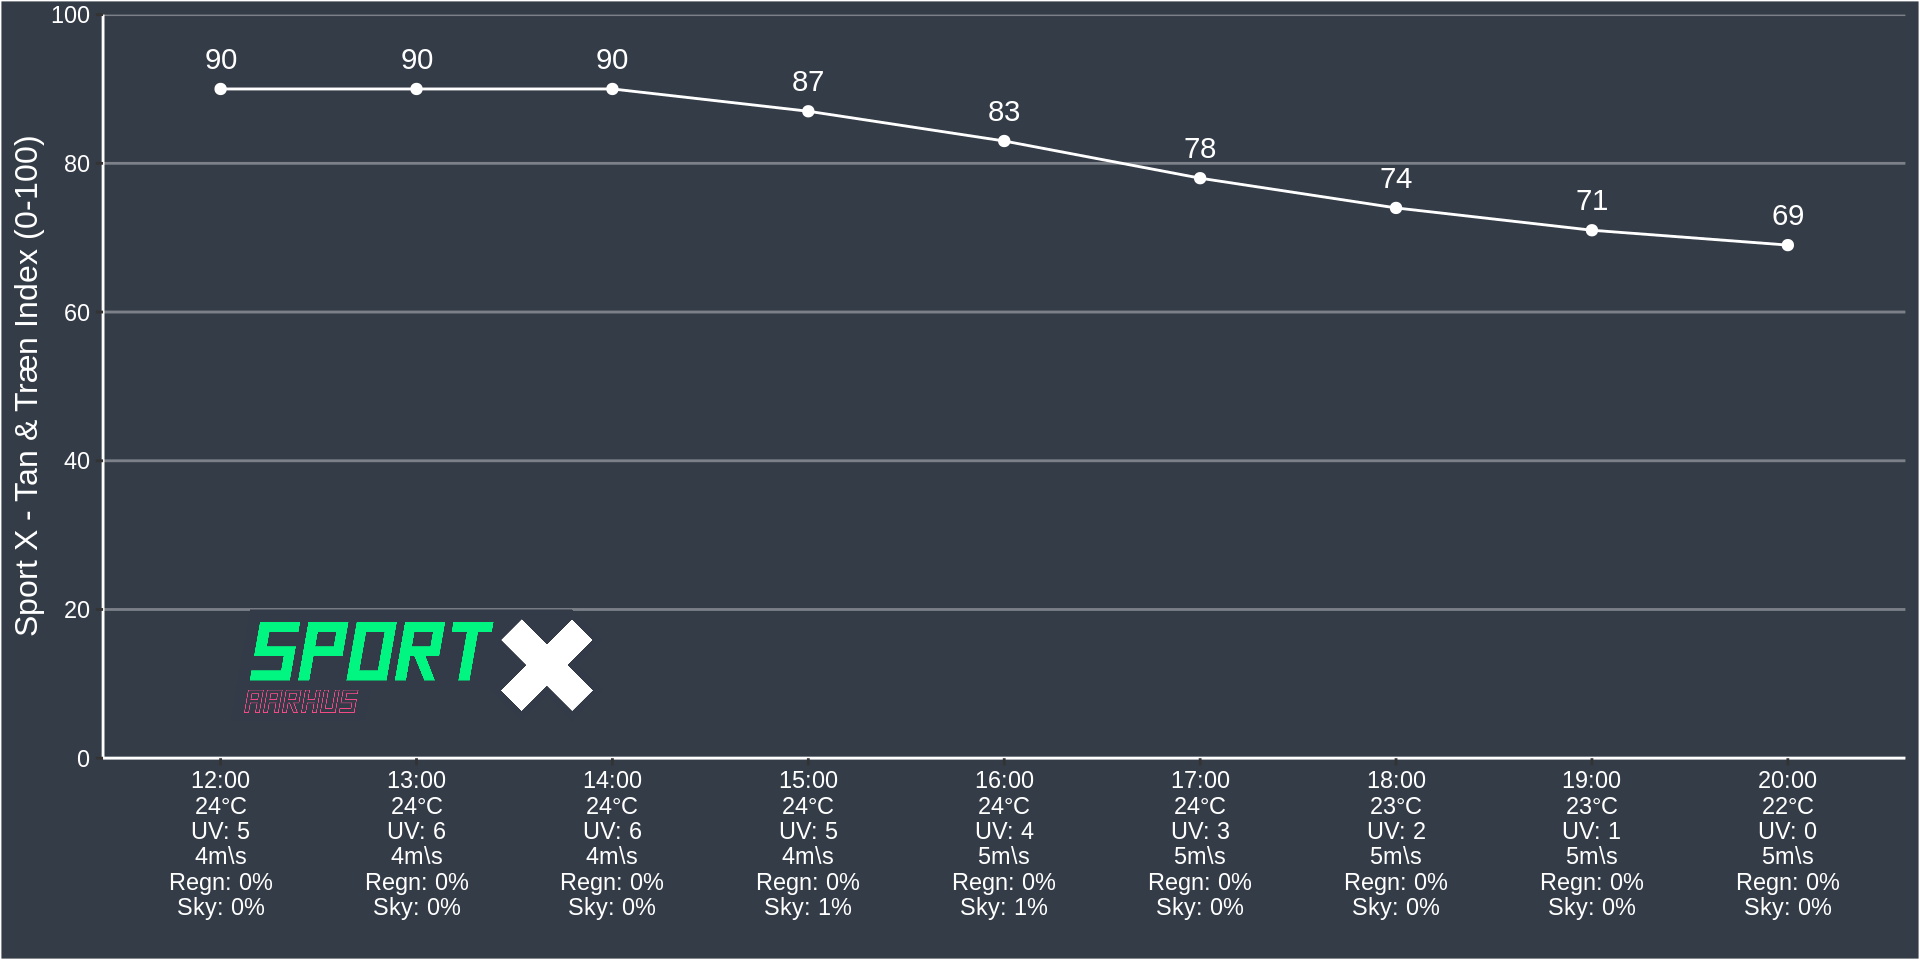 Sport X - Tan & Træn Index (0-100)
100
80
60
40
20
0
90 90 90 87 83 78 74 71 69
SPORT X
AARHUS
12:00 13:00 14:00 15:00 16:00 17:00 18:00 19:00 20:00
24°C 24°C 24°C 24°C 24°C 24°C 23°C 23°C 22°C
UV: 5 UV: 6 UV: 6 UV: 5 UV: 4 UV: 3 UV: 2 UV: 1 UV: 0
4m\s 4m\s 4m\s 4m\s 5m\s 5m\s 5m\s 5m\s 5m\s
Regn: 0% Regn: 0% Regn: 0% Regn: 0% Regn: 0% Regn: 0% Regn: 0% Regn: 0% Regn: 0%
Sky: 0% Sky: 0% Sky: 0% Sky: 1% Sky: 1% Sky: 0% Sky: 0% Sky: 0% Sky: 0%